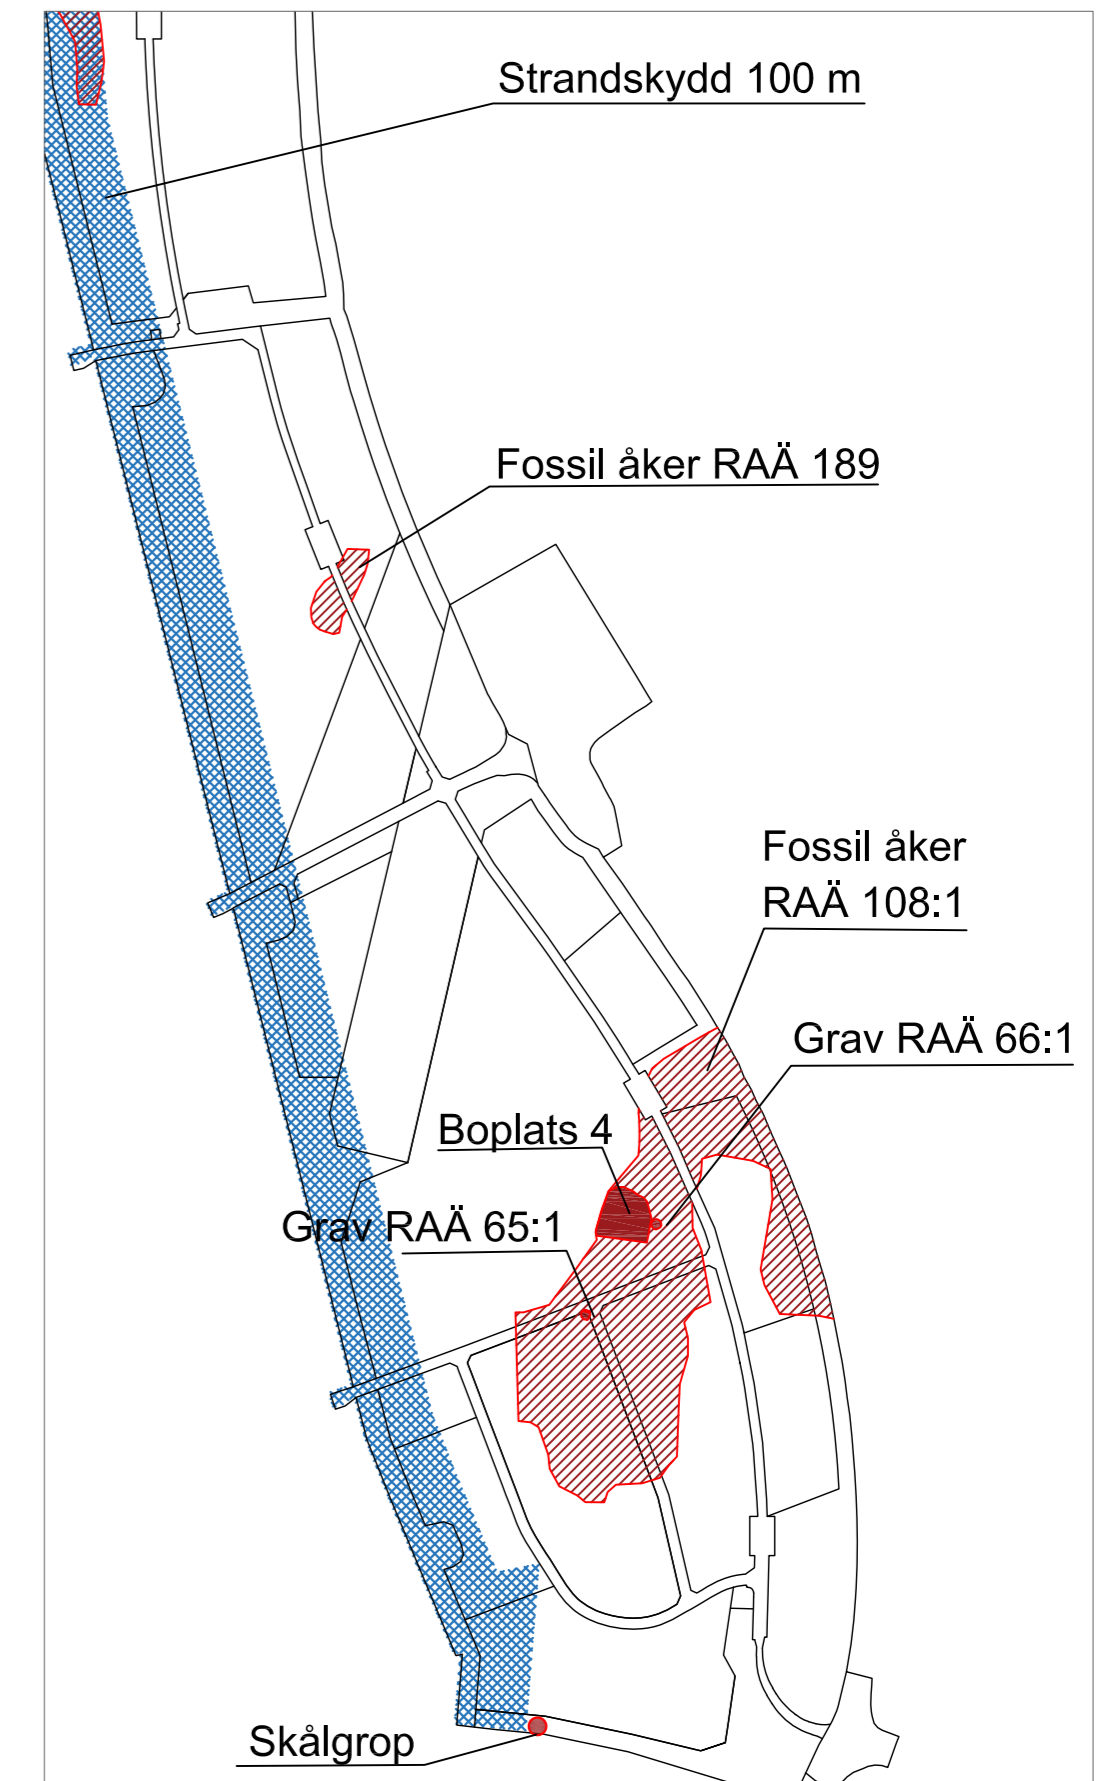 Strandskydd 100 m
Fossil åker RAÄ 189
Fossil åker
RAÄ 108:1
Grav RAÄ 66:1
Boplats 4
Grav RAÄ 65:1
Skålgrop